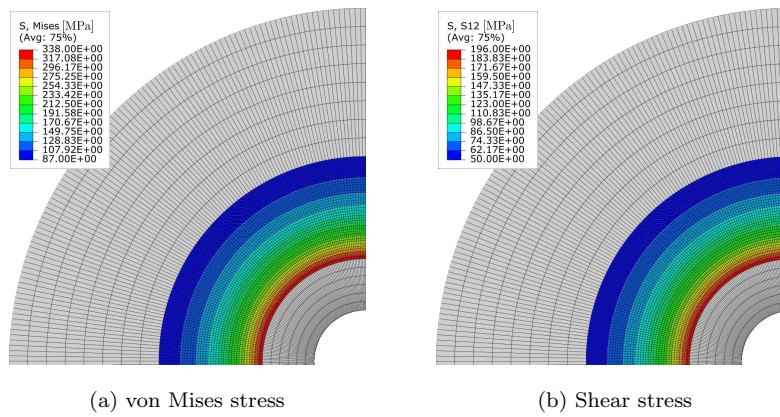 S, Mises [MPa]
(Avg: 75%)
338.00E+00
317.08E+00
296.17E+00
275.25E+00
254.33E+00
233.42E+00
212.50E+00
191.58E+00
170.67E+00
149.75E+00
128.83E+00
107.92E+00
87.00E+00
S, S12 [MPa]
(Avg: 75%)
196.00E+00
183.83E+00
171.67E+00
159.50E+00
147.33E+00
135.17E+00
123.00E+00
110.83E+00
98.67E+00
86.50E+00
74.33E+00
62.17E+00
50.00E+00
(a) von Mises stress
(b) Shear stress